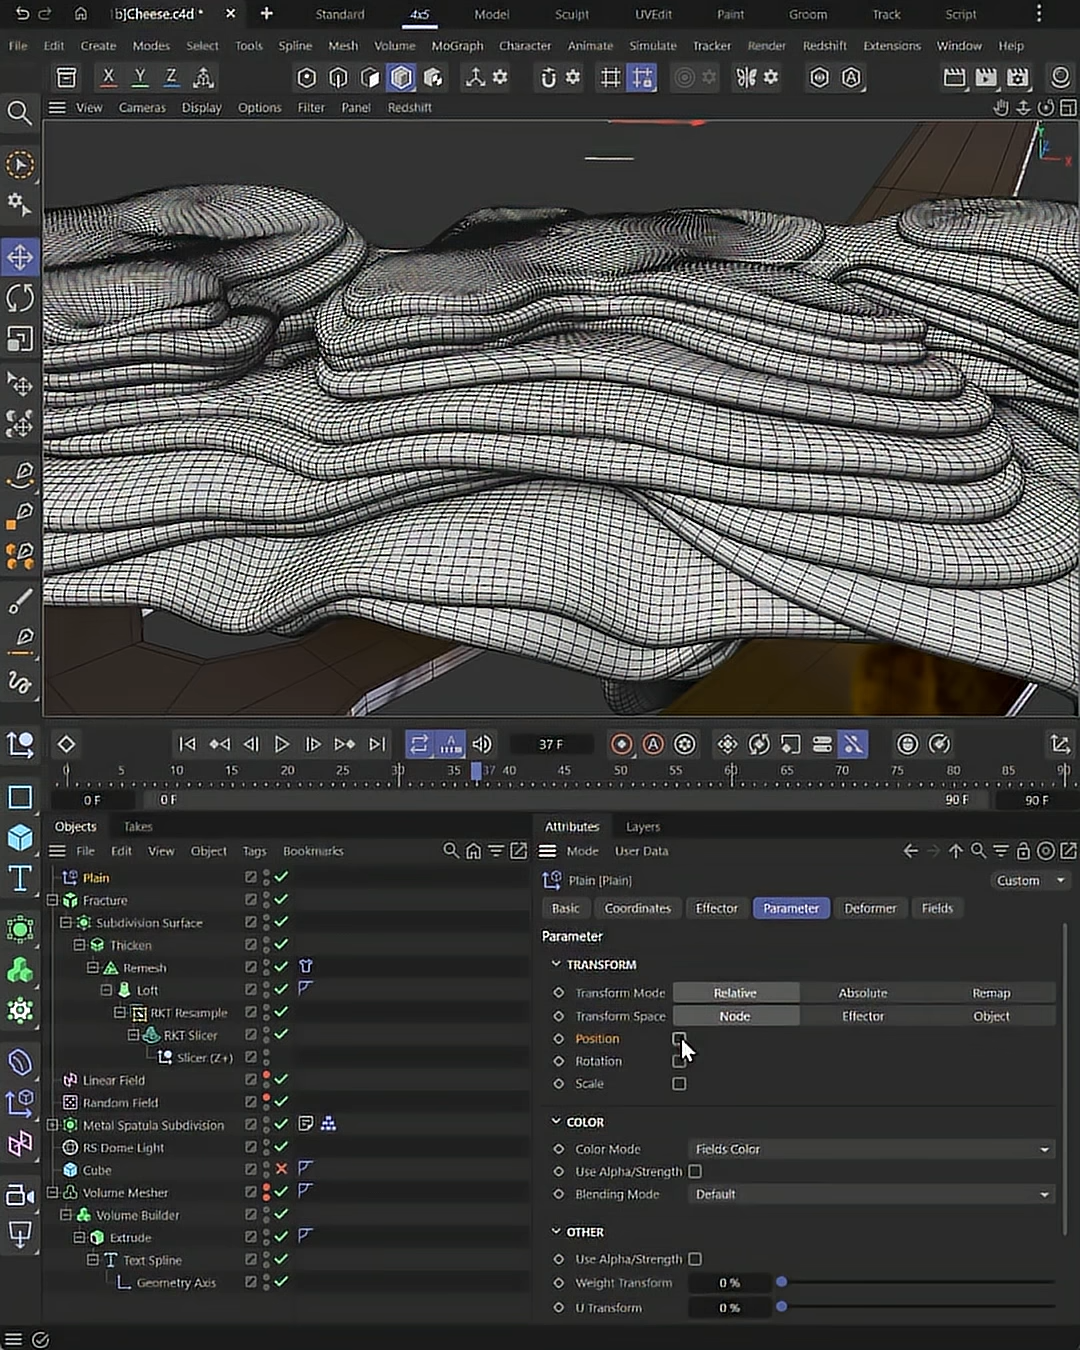 b]Cheese.c4d *
Standard 4x5 Model Sculpt UVEdit Paint Groom Track Script
File Edit Create Modes Select Tools Spline Mesh Volume MoGraph Character Animate Simulate Tracker Render Redshift Extensions Window Help
X Y Z
View Cameras Display Options Filter Panel Redshift
Y
Z
X
37 F
0 5 10 15 20 25 30 35 37 40 45 50 55 60 65 70 75 80 85 90
0 F 0 F 90 F 90 F
Objects Takes
File Edit View Object Tags Bookmarks
Plain
Fracture
Subdivision Surface
Thicken
Remesh
Loft
RKT Resample
RKT Slicer
Slicer (Z+)
Linear Field
Random Field
Metal Spatula Subdivision
RS Dome Light
Cube
Volume Mesher
Volume Builder
Extrude
Text Spline
Geometry Axis
Attributes Layers
Mode User Data
Plain [Plain] Custom
Basic Coordinates Effector Parameter Deformer Fields
Parameter
TRANSFORM
Transform Mode Relative Absolute Remap
Transform Space Node Effector Object
Position
Rotation
Scale
COLOR
Color Mode Fields Color
Use Alpha/Strength
Blending Mode Default
OTHER
Use Alpha/Strength
Weight Transform 0 %
U Transform 0 %